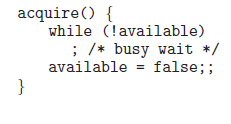 acquire() {
    while (!available)
        ; /* busy wait */
    available = false;;
}